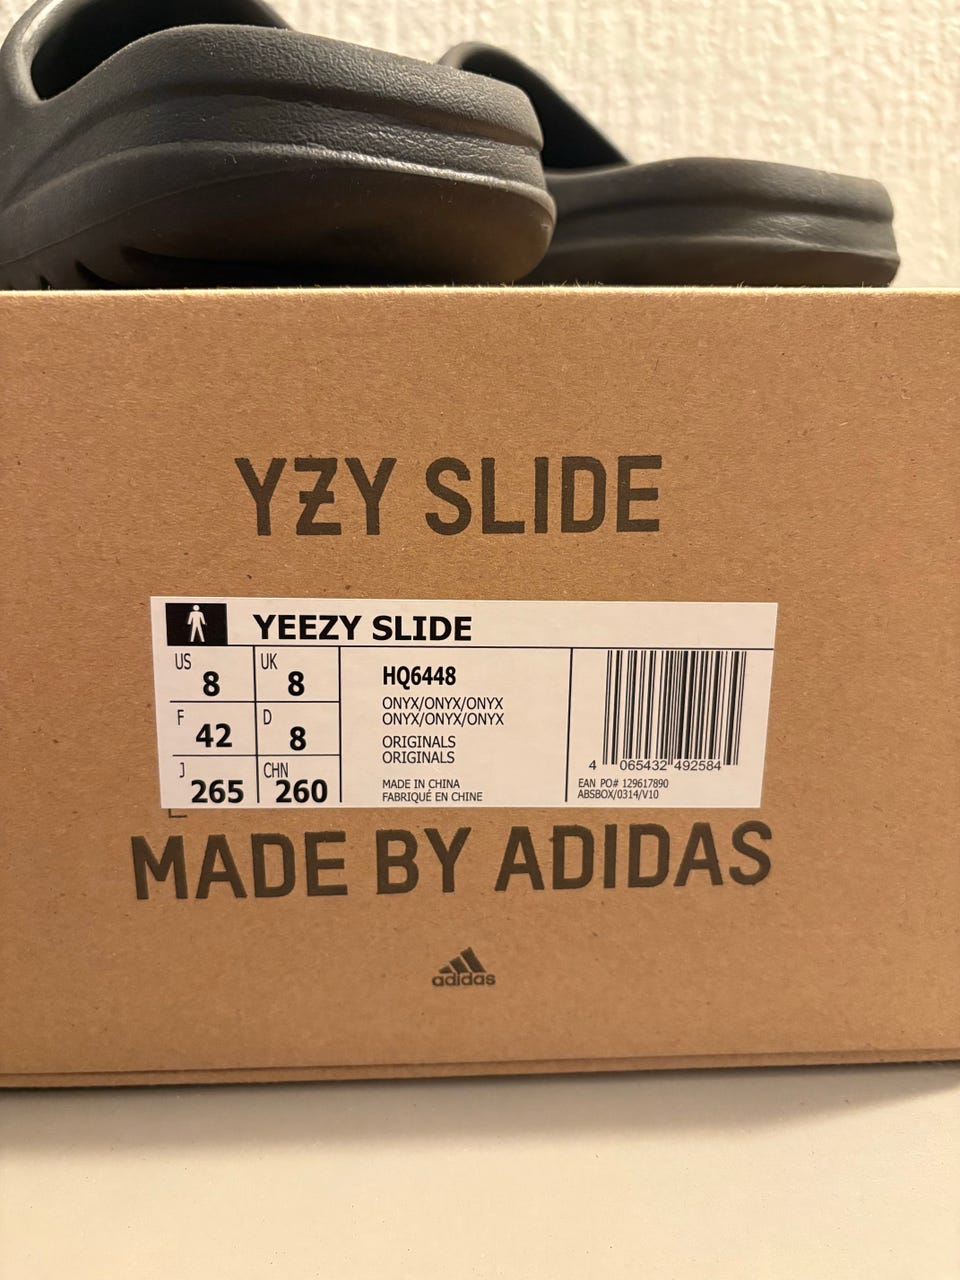 YZY SLIDE
YEEZY SLIDE
US 8 UK 8
F 42 D 8
J 265 CHN 260
HQ6448
ONYX/ONYX/ONYX
ONYX/ONYX/ONYX
ORIGINALS
ORIGINALS
MADE IN CHINA
FABRIQUÉ EN CHINE
4 065432 492584
EAN PO# 129617890
ABSBOX/0314/V10
MADE BY ADIDAS
adidas